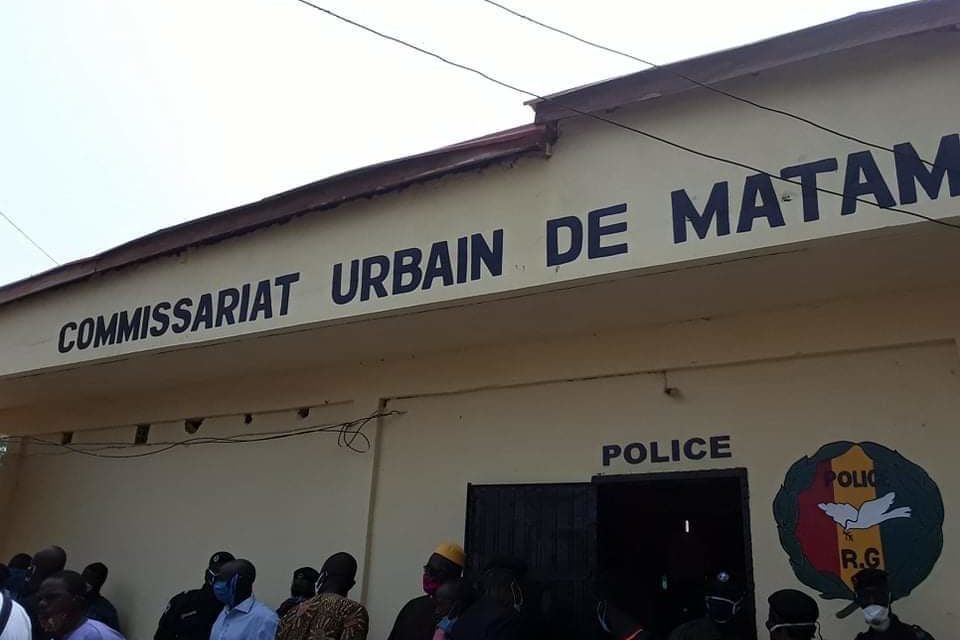 COMMISSARIAT URBAIN DE MATAM
POLICE
POLICE
R.G